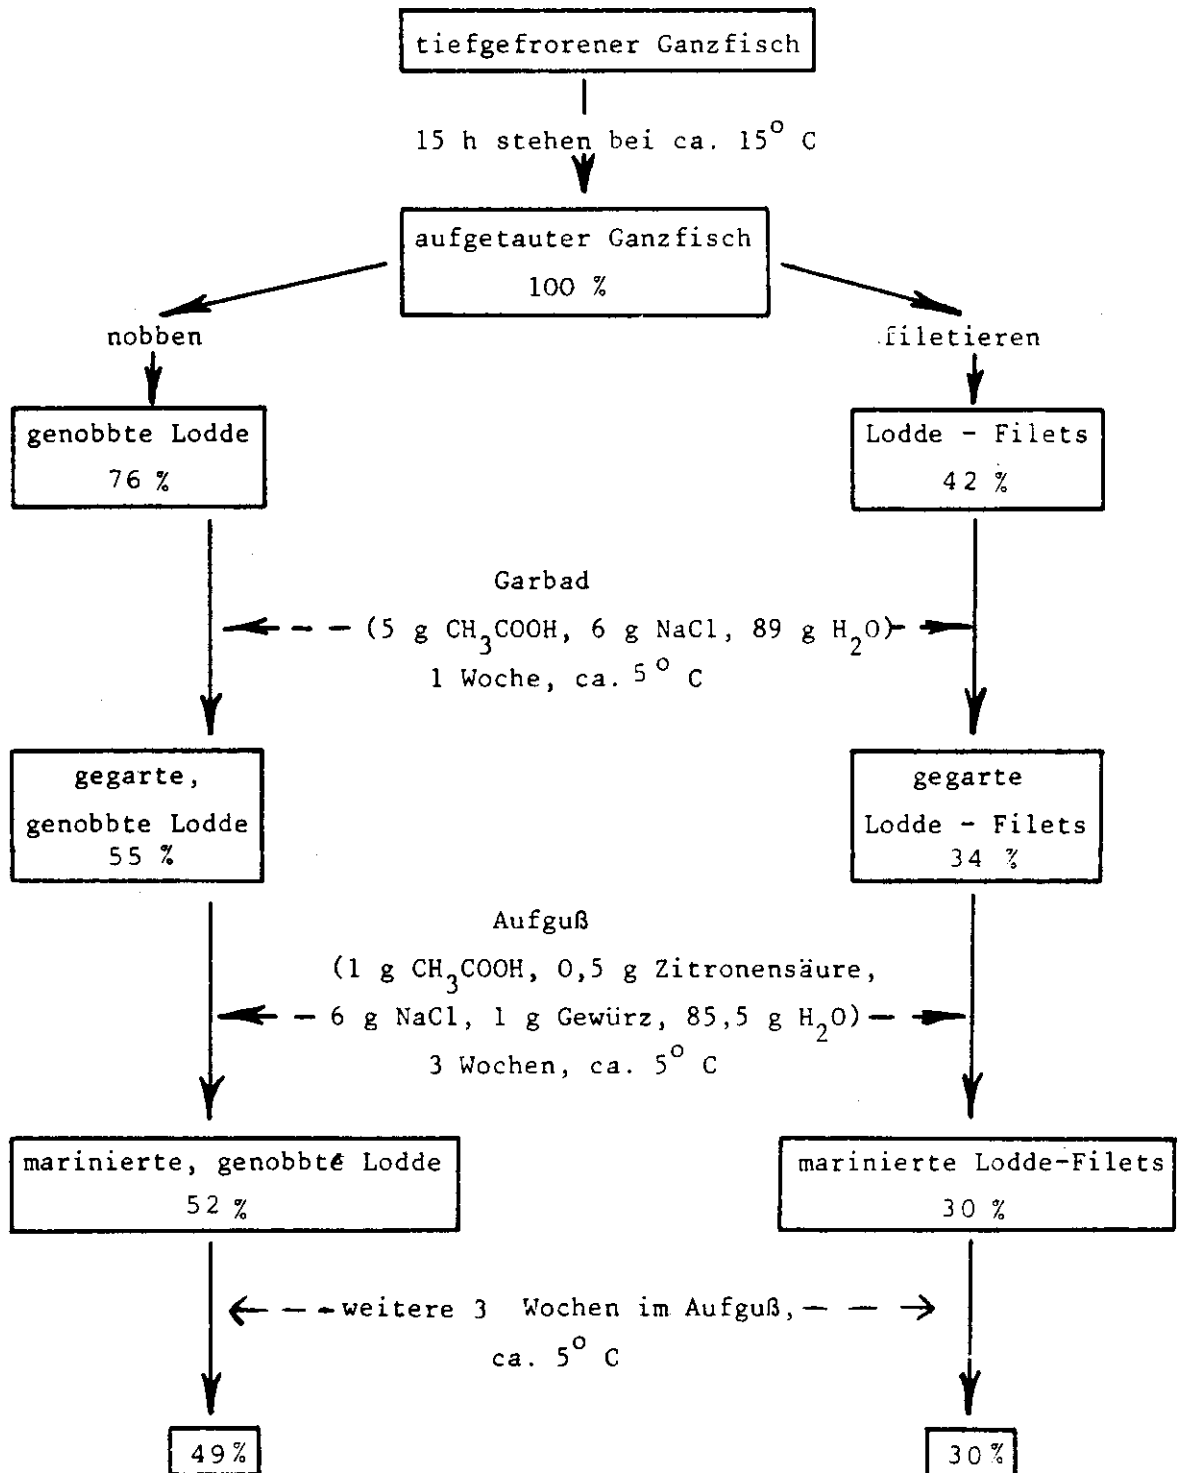 tiefgefrorener Ganzfisch
15 h stehen bei ca. 15° C
aufgetauter Ganzfisch
100 %
nobben
filetieren
genobbte Lodde
76 %
Lodde - Filets
42 %
Garbad
(5 g CH₃COOH, 6 g NaCl, 89 g H₂O)
1 Woche, ca. 5° C
gegarte,
genobbte Lodde
55 %
gegarte
Lodde - Filets
34 %
Aufguß
(1 g CH₃COOH, 0,5 g Zitronensäure,
6 g NaCl, 1 g Gewürz, 85,5 g H₂O)
3 Wochen, ca. 5° C
marinierte, genobbte Lodde
52 %
marinierte Lodde-Filets
30 %
weitere 3 Wochen im Aufguß,
ca. 5° C
49%
30%